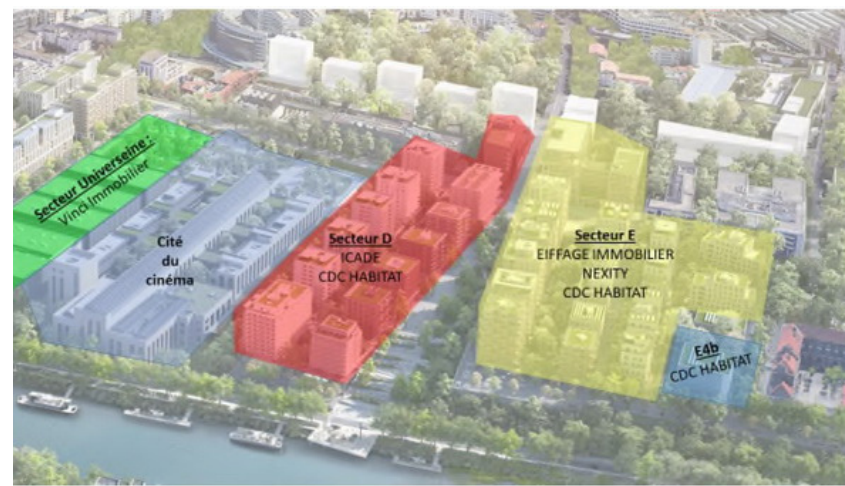 Secteur Universeine :
Vinci Immobilier
Cité
du
cinéma
Secteur D
ICADE
CDC HABITAT
Secteur E
EIFFAGE IMMOBILIER
NEXITY
CDC HABITAT
E4b
CDC HABITAT